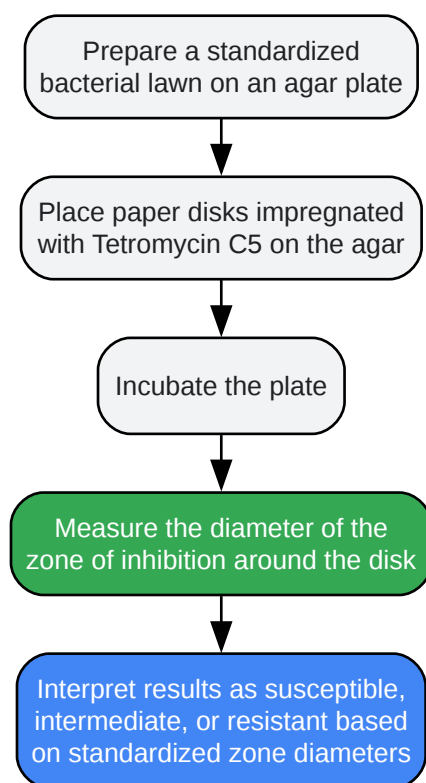 Prepare a standardized
bacterial lawn on an agar plate
Place paper disks impregnated
with Tetromycin C5 on the agar
Incubate the plate
Measure the diameter of the
zone of inhibition around the disk
Interpret results as susceptible,
intermediate, or resistant based
on standardized zone diameters